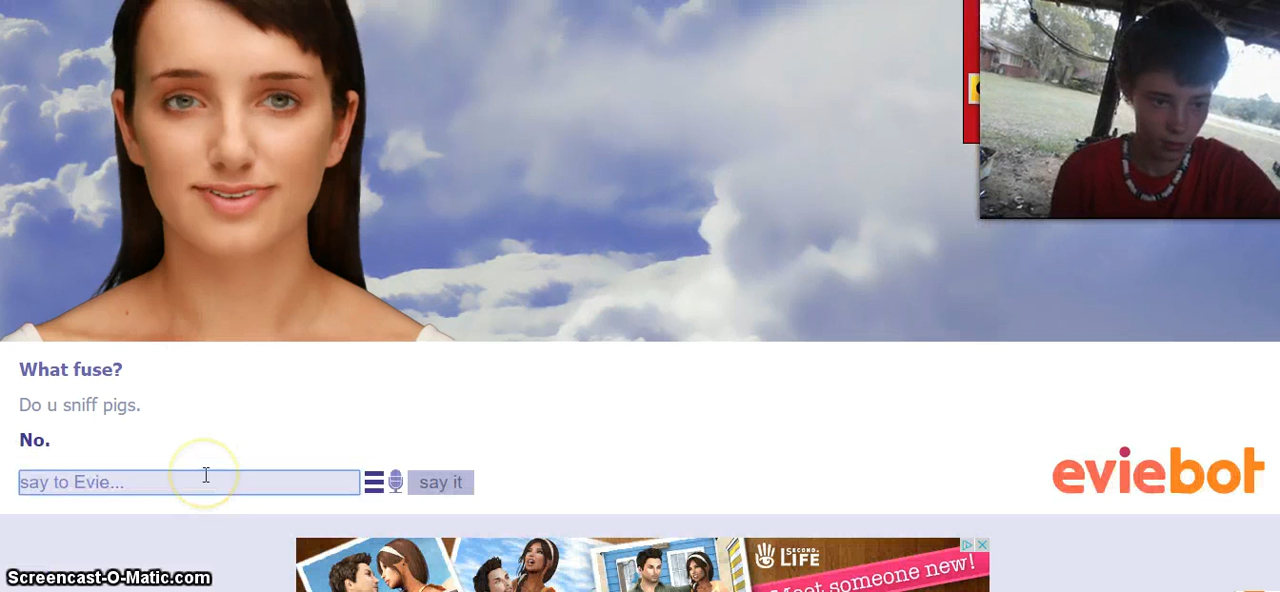 What fuse?
Do u sniff pigs.
No.
say to Evie...
say it
eviebot
SECOND LIFE
Meet someone new!
Screencast-O-Matic.com